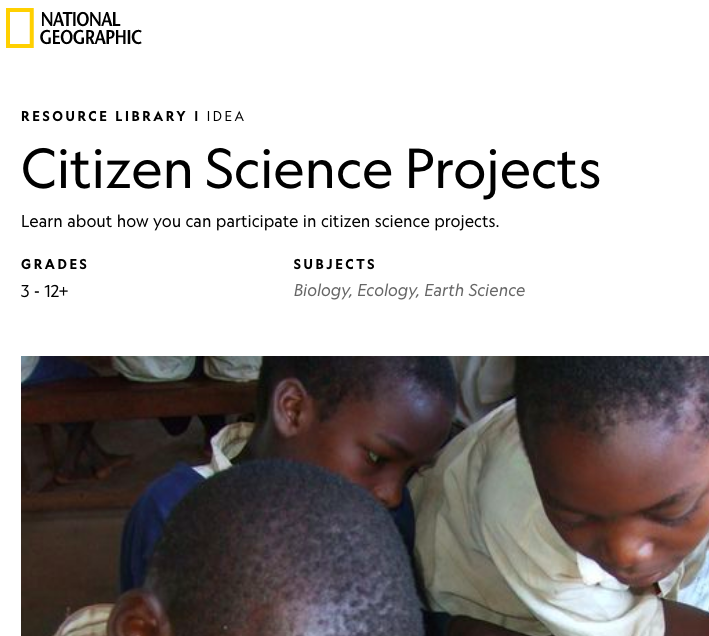 NATIONAL
GEOGRAPHIC
RESOURCE LIBRARY | IDEA
Citizen Science Projects
Learn about how you can participate in citizen science projects.
GRADES
3 - 12+
SUBJECTS
Biology, Ecology, Earth Science